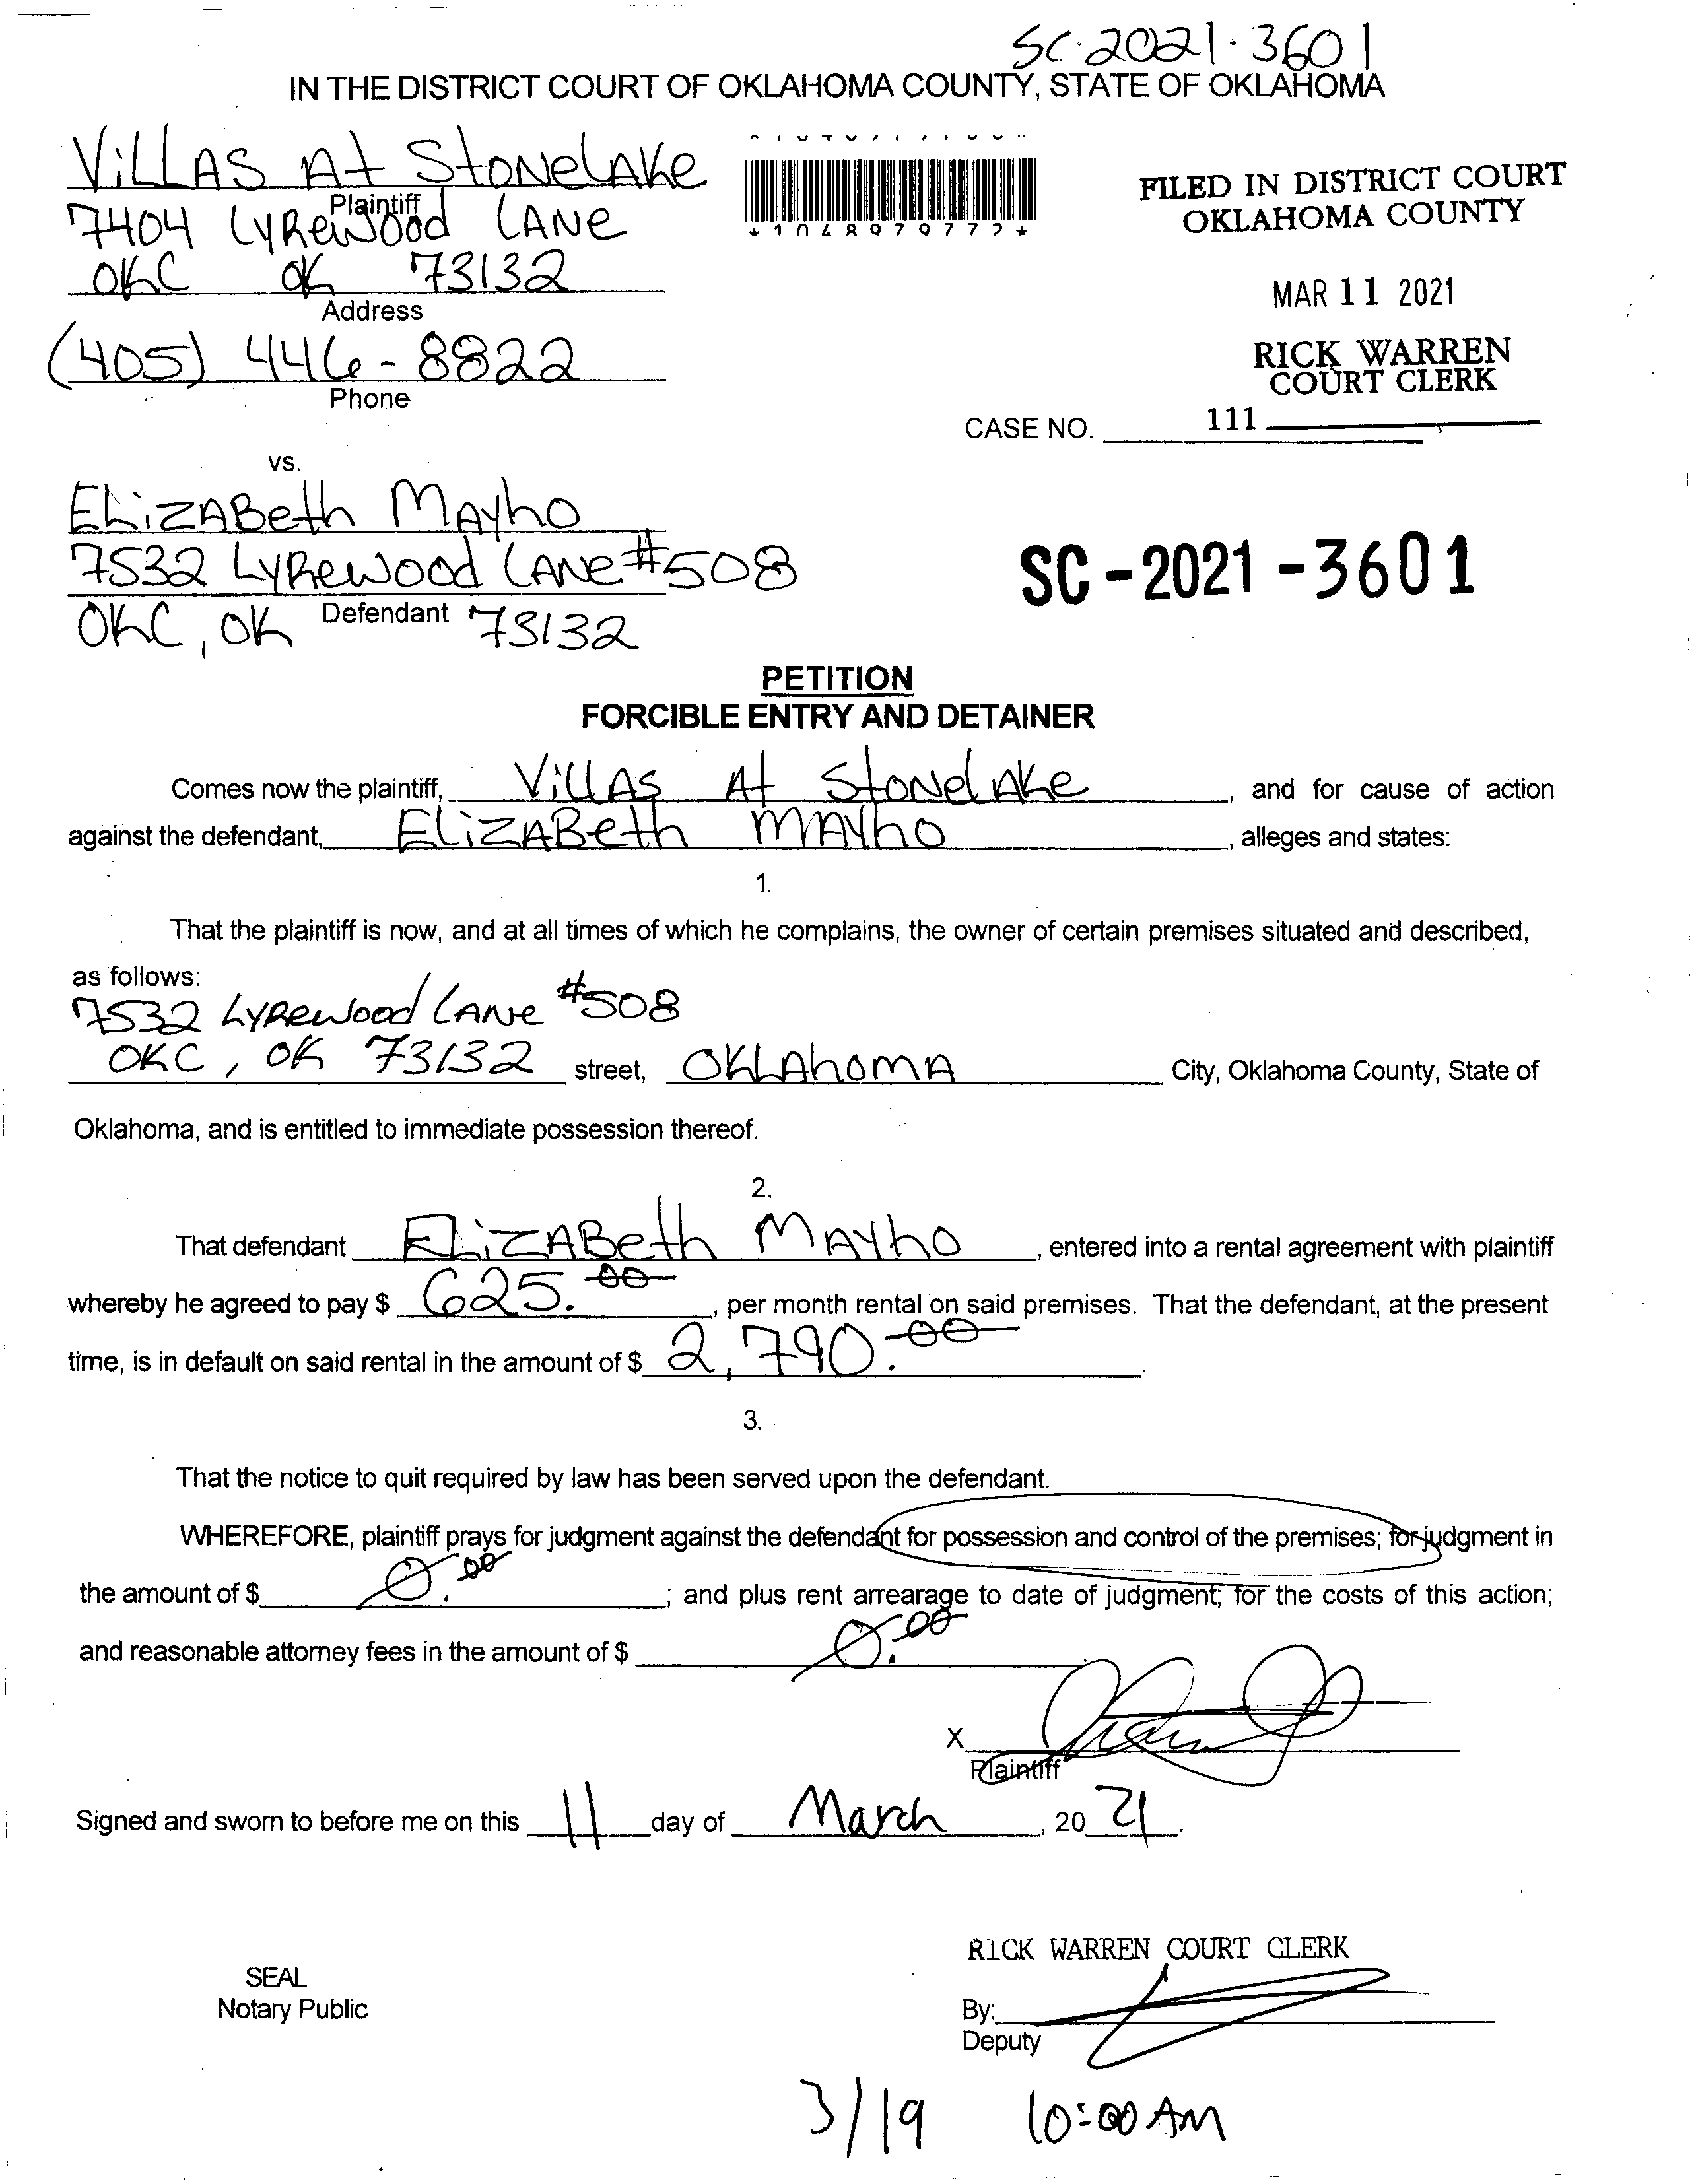 SC-2021-3601
IN THE DISTRICT COURT OF OKLAHOMA COUNTY, STATE OF OKLAHOMA
ViLLAS At StoNeLAke
Plaintiff
7404 LyRewood LANe
OKC OK 73132
Address
(405) 446-8822
Phone
*1048979772*
FILED IN DISTRICT COURT
OKLAHOMA COUNTY
MAR 11 2021
RICK WARREN
COURT CLERK
111
CASE NO.
vs.
ELiZABeth MAyho
7532 LyRewood LANe #508
Defendant
OKC, OK 73132
SC-2021-3601
PETITION
FORCIBLE ENTRY AND DETAINER
Comes now the plaintiff, ViLLAS At StoNeLAke, and for cause of action
against the defendant, ELiZABeth MAyho, alleges and states:
1.
That the plaintiff is now, and at all times of which he complains, the owner of certain premises situated and described,
as follows:
7532 LyRewood LANe #508
OKC, OK 73132 street, OKLAhomA City, Oklahoma County, State of
Oklahoma, and is entitled to immediate possession thereof.
2.
That defendant ELiZABeth MAyho, entered into a rental agreement with plaintiff
whereby he agreed to pay $ 625.00, per month rental on said premises. That the defendant, at the present
time, is in default on said rental in the amount of $ 2,790.00.
3.
That the notice to quit required by law has been served upon the defendant.
WHEREFORE, plaintiff prays for judgment against the defendant for possession and control of the premises; for judgment in
the amount of $ 0.00; and plus rent arrearage to date of judgment; for the costs of this action;
and reasonable attorney fees in the amount of $ 0.00.
X
Plaintiff
Signed and sworn to before me on this 11 day of March, 20 21.
RICK WARREN COURT CLERK
SEAL
Notary Public
By:
Deputy
3/19 10:00 AM